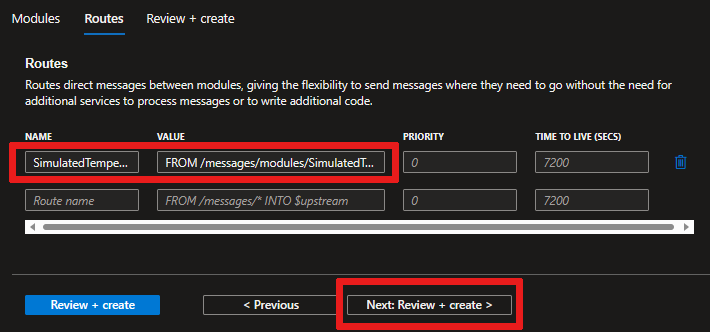 Modules Routes Review + create
Routes
Routes direct messages between modules, giving the flexibility to send messages where they need to go without the need for
additional services to process messages or to write additional code.
NAME VALUE PRIORITY TIME TO LIVE (SECS)
SimulatedTempe... FROM /messages/modules/SimulatedT... 0 7200
Route name FROM /messages/* INTO $upstream 0 7200
Review + create < Previous Next: Review + create >